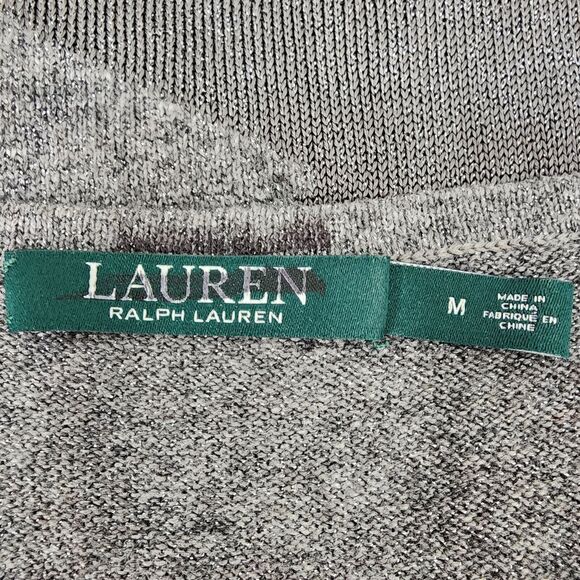 LAUREN
RALPH LAUREN
M
MADE IN
CHINA
FABRIQUÉ EN
CHINE